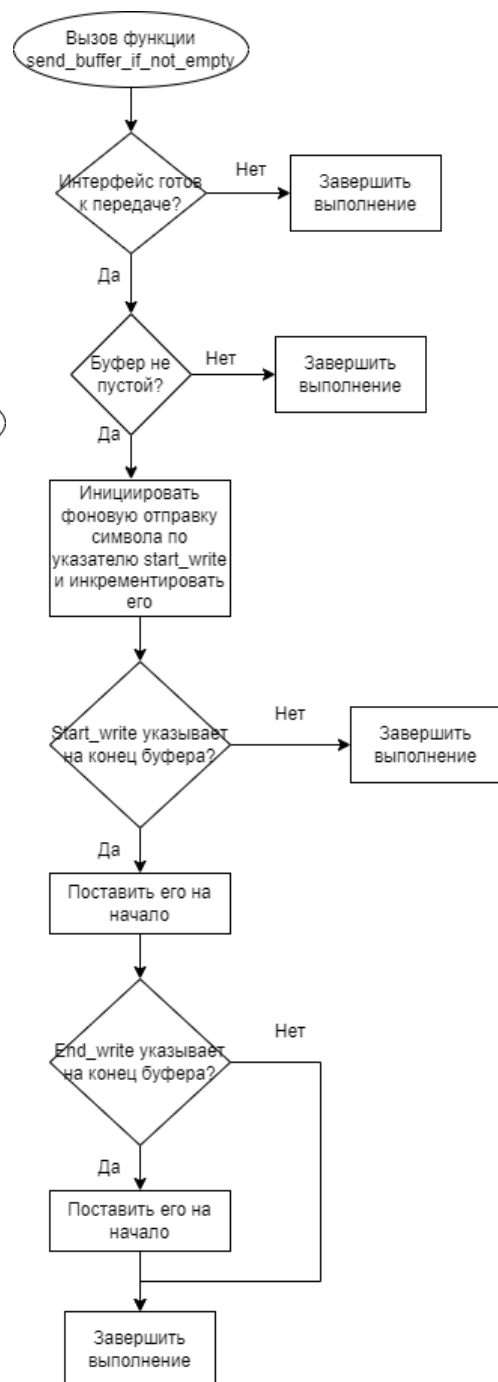 Вызов функции
send_buffer_if_not_empty
Интерфейс готов
к передаче?
Нет
Завершить
выполнение
Да
Буфер не
пустой?
Нет
Завершить
выполнение
Да
Инициировать
фоновую отправку
символа по
указателю start_write
и инкрементировать
его
Start_write указывает
на конец буфера?
Нет
Завершить
выполнение
Да
Поставить его на
начало
End_write указывает
на конец буфера?
Нет
Да
Поставить его на
начало
Завершить
выполнение